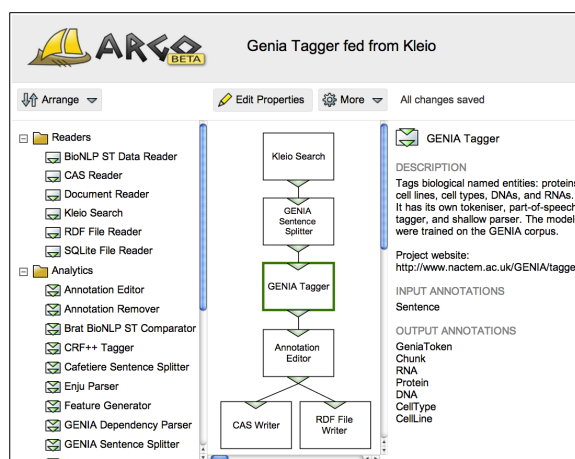 ARGO
BETA
Genia Tagger fed from Kleio
Arrange
Edit Properties
More
All changes saved
Readers
BioNLP ST Data Reader
CAS Reader
Document Reader
Kleio Search
RDF File Reader
SQLite File Reader
Analytics
Annotation Editor
Annotation Remover
Brat BioNLP ST Comparator
CRF++ Tagger
Cafetiere Sentence Splitter
Enju Parser
Feature Generator
GENIA Dependency Parser
GENIA Sentence Splitter
Kleio Search
GENIA
Sentence
Splitter
GENIA Tagger
Annotation
Editor
CAS Writer
RDF File
Writer
GENIA Tagger
DESCRIPTION
Tags biological named entities: proteins
cell lines, cell types, DNAs, and RNAs.
It has its own tokeniser, part-of-speech
tagger, and shallow parser. The model
were trained on the GENIA corpus.
Project website:
http://www.nactem.ac.uk/GENIA/tagge
INPUT ANNOTATIONS
Sentence
OUTPUT ANNOTATIONS
GeniaToken
Chunk
RNA
Protein
DNA
CellType
CellLine